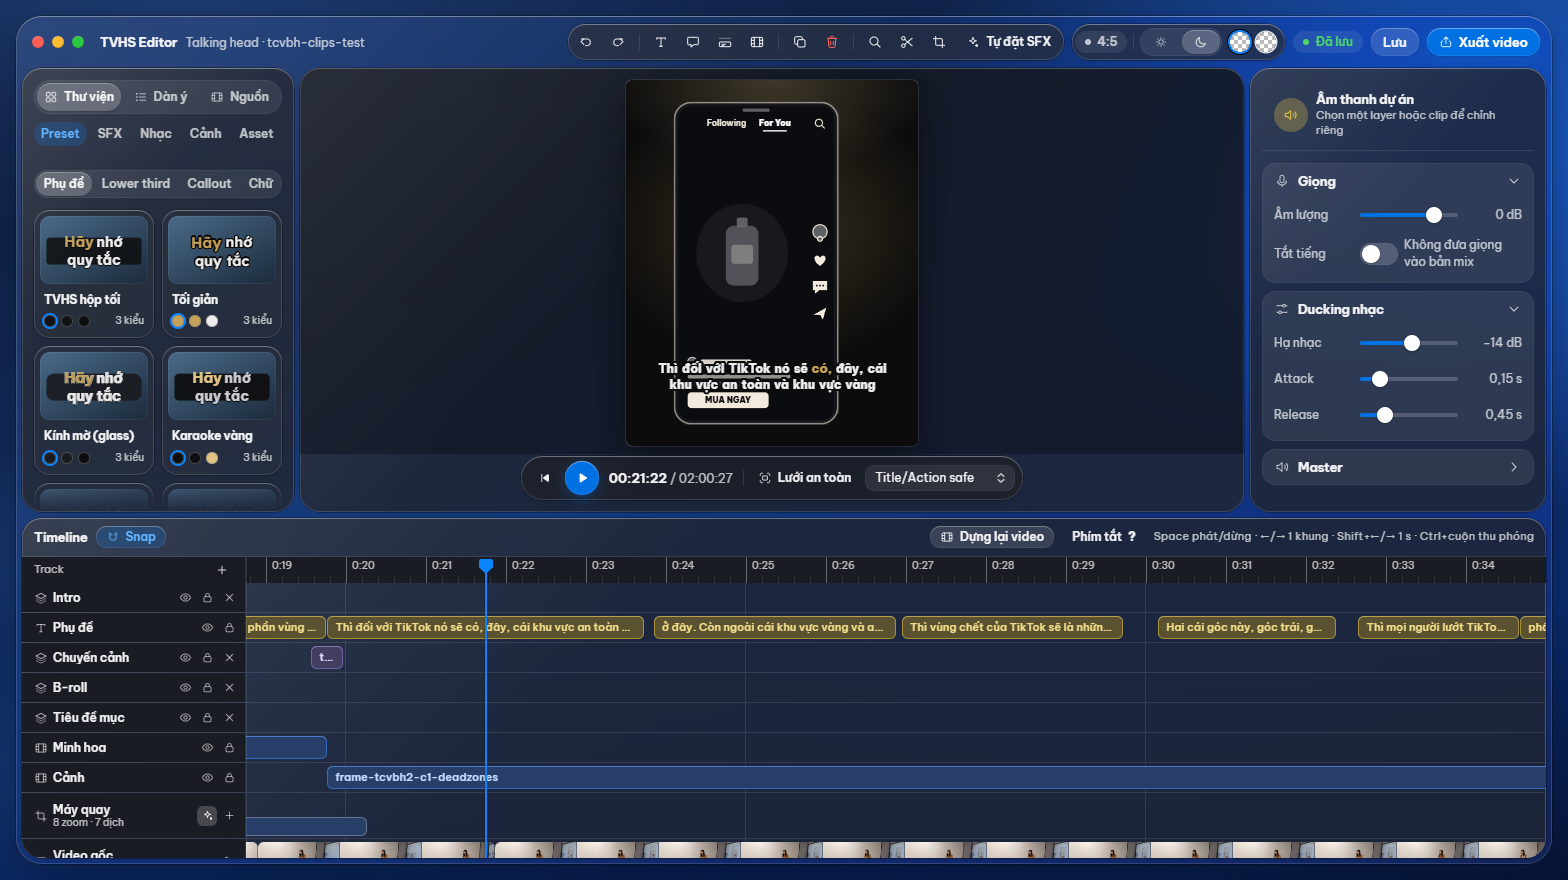 TVHS Editor Talking head · tcvbh-clips-test
Tự đặt SFX
4:5
Đã lưu
Lưu
Xuất video
Thư viện Dàn ý Nguồn
Preset SFX Nhạc Cảnh Asset
Phụ đề Lower third Callout Chữ
Hãy nhớ
quy tắc
TVHS hộp tối
3 kiểu
Hãy nhớ
quy tắc
Tối giản
3 kiểu
Hãy nhớ
quy tắc
Kính mờ (glass)
3 kiểu
Hãy nhớ
quy tắc
Karaoke vàng
3 kiểu
Following For You
Thì đối với TikTok nó sẽ có, đây, cái
khu vực an toàn và khu vực vàng
MUA NGAY
00:21:22 / 02:00:27
Lưới an toàn
Title/Action safe
Âm thanh dự án
Chọn một layer hoặc clip để chỉnh
riêng
Giọng
Âm lượng 0 dB
Tắt tiếng
Không đưa giọng
vào bản mix
Ducking nhạc
Hạ nhạc -14 dB
Attack 0,15 s
Release 0,45 s
Master
Timeline Snap
Dựng lại video
Phím tắt ?
Space phát/dừng · ←/→ 1 khung · Shift+←/→ 1 s · Ctrl+cuộn thu phóng
Track +
0:19 0:20 0:21 0:22 0:23 0:24 0:25 0:26 0:27 0:28 0:29 0:30 0:31 0:32 0:33 0:34
Intro
Phụ đề
phần vùng ...
Thì đối với TikTok nó sẽ có, đây, cái khu vực an toàn ...
ở đây. Còn ngoài cái khu vực vàng và a...
Thì vùng chết của TikTok sẽ là nhữn...
Hai cái góc này, góc trái, g...
Thì mọi người lướt TikTo...
Chuyển cảnh
t...
B-roll
Tiêu đề mục
Minh hoạ
Cảnh
frame-tcvbh2-c1-deadzones
Máy quay
8 zoom · 7 dịch
Video gốc